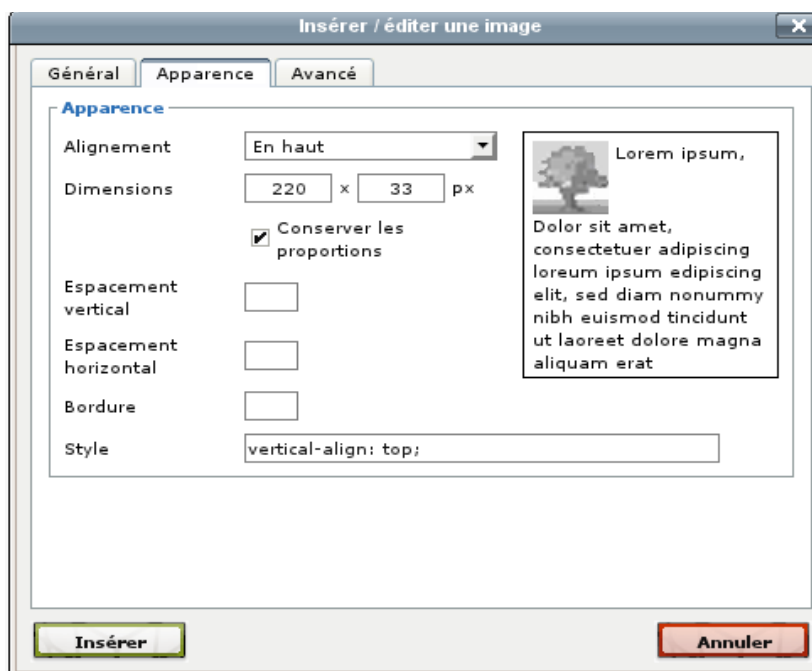 Insérer / éditer une image
Général
Apparence
Avancé
Apparence
Alignement
En haut
Dimensions
220 x 33 px
Conserver les
proportions
Espacement
vertical
Espacement
horizontal
Bordure
Style
vertical-align: top;
Lorem ipsum,
Dolor sit amet,
consectetuer adipiscing
loreum ipsum edipiscing
elit, sed diam nonummy
nibh euismod tincidunt
ut laoreet dolore magna
aliquam erat
Insérer
Annuler